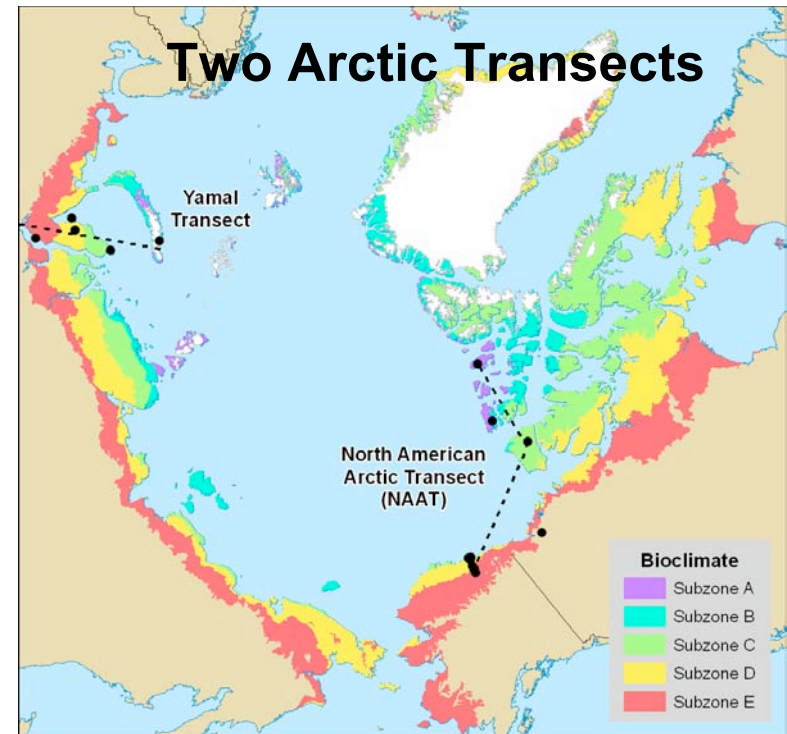 Two Arctic Transects
Yamal
Transect
North American
Arctic Transect
(NAAT)
Bioclimate
Subzone A
Subzone B
Subzone C
Subzone D
Subzone E